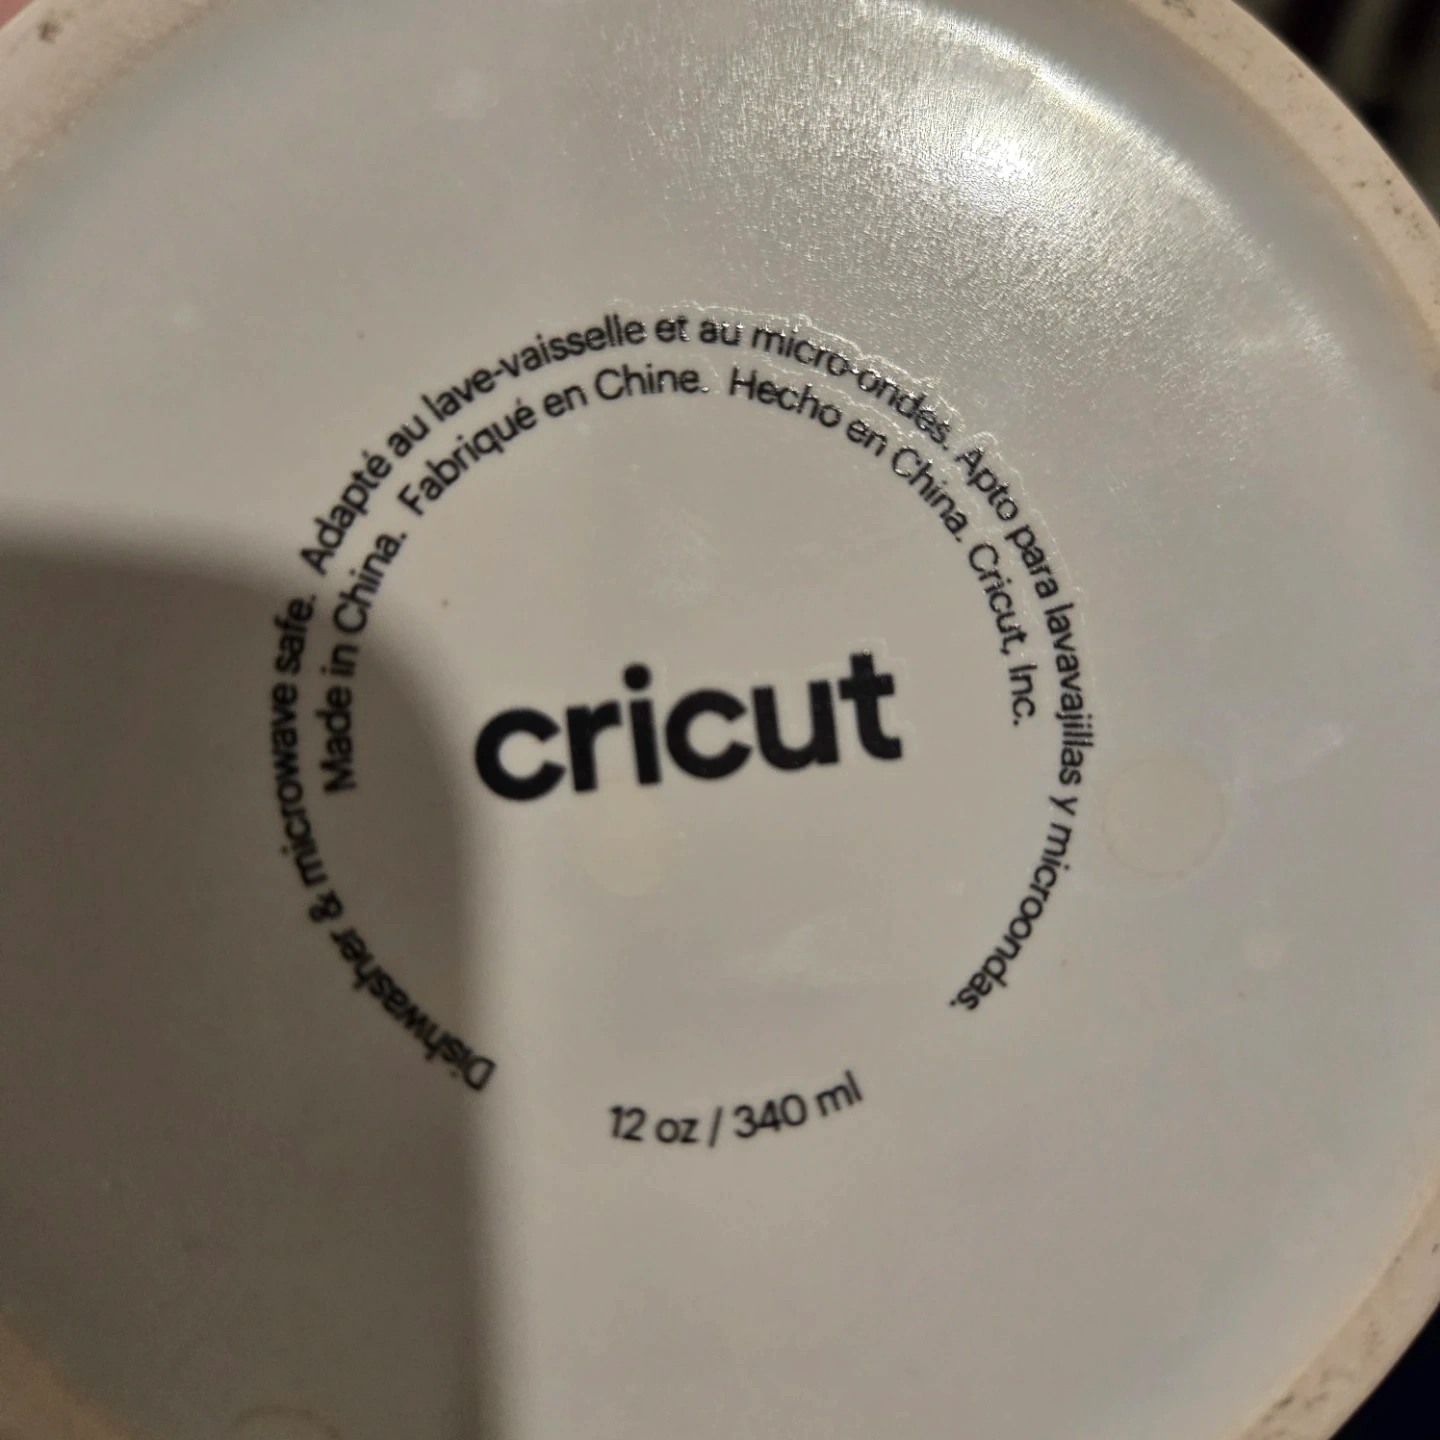 Dishwasher & microwave safe. Adapté au lave-vaisselle et au micro-ondes. Apto para lavavajillas y microondas.
Made in China. Fabriqué en Chine. Hecho en China. Cricut, Inc.
cricut
12 oz / 340 ml